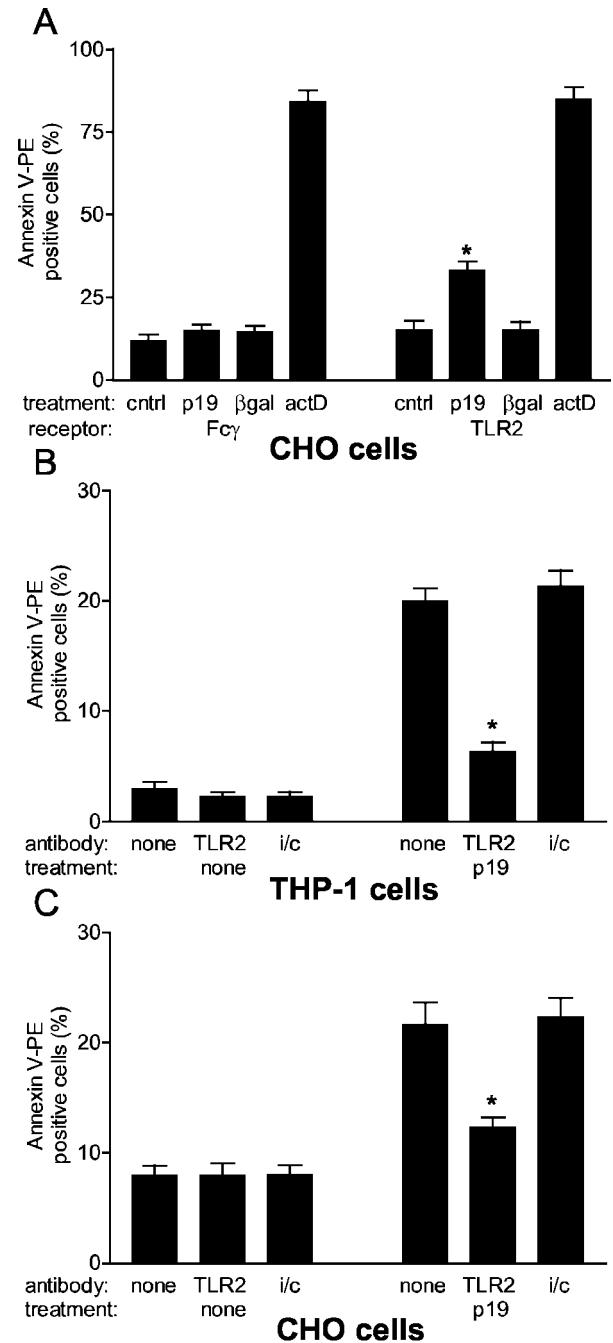 A
100
75
50
25
0
Annexin V-PE
positive cells (%)
*
treatment: cntrl p19 βgal actD cntrl p19 βgal actD
receptor: Fcγ TLR2
CHO cells
B
30
20
10
0
Annexin V-PE
positive cells (%)
*
antibody: none TLR2 i/c none TLR2 i/c
treatment: none p19
THP-1 cells
C
30
20
10
0
Annexin V-PE
positive cells (%)
*
antibody: none TLR2 i/c none TLR2 i/c
treatment: none p19
CHO cells